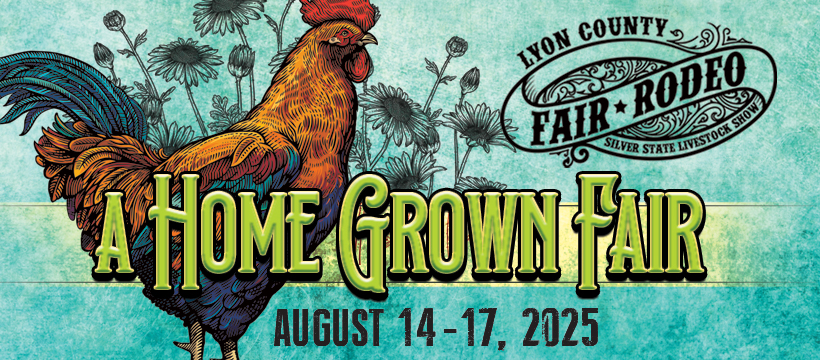 LYON COUNTY
FAIR ★ RODEO
SILVER STATE LIVESTOCK SHOW
A HOME GROWN FAIR
AUGUST 14-17, 2025